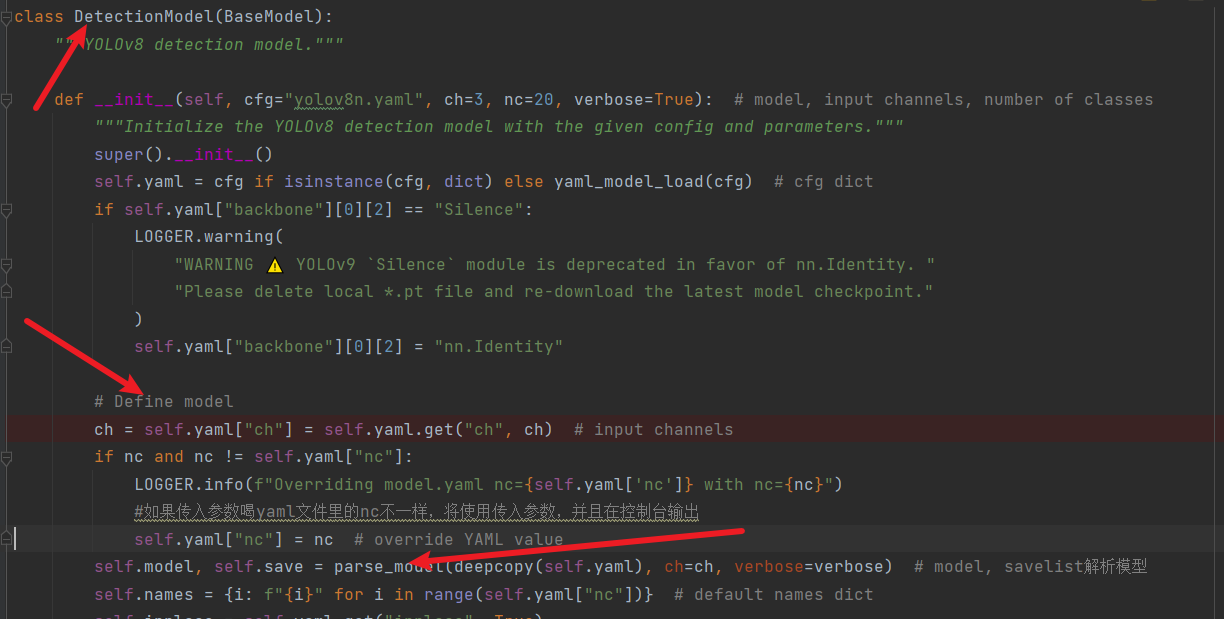 class DetectionModel(BaseModel):
"""YOLOv8 detection model."""
def __init__(self, cfg="yolov8n.yaml", ch=3, nc=20, verbose=True):  # model, input channels, number of classes
"""Initialize the YOLOv8 detection model with the given config and parameters."""
super().__init__()
self.yaml = cfg if isinstance(cfg, dict) else yaml_model_load(cfg)  # cfg dict
if self.yaml["backbone"][0][2] == "Silence":
LOGGER.warning(
"WARNING ⚠️ YOLOv9 `Silence` module is deprecated in favor of nn.Identity. "
"Please delete local *.pt file and re-download the latest model checkpoint."
)
self.yaml["backbone"][0][2] = "nn.Identity"
# Define model
ch = self.yaml["ch"] = self.yaml.get("ch", ch)  # input channels
if nc and nc != self.yaml["nc"]:
LOGGER.info(f"Overriding model.yaml nc={self.yaml['nc']} with nc={nc}")
#如果传入参数喝yaml文件里的nc不一样，将使用传入参数，并且在控制台输出
self.yaml["nc"] = nc  # override YAML value
self.model, self.save = parse_model(deepcopy(self.yaml), ch=ch, verbose=verbose)  # model, savelist解析模型
self.names = {i: f"{i}" for i in range(self.yaml["nc"])}  # default names dict